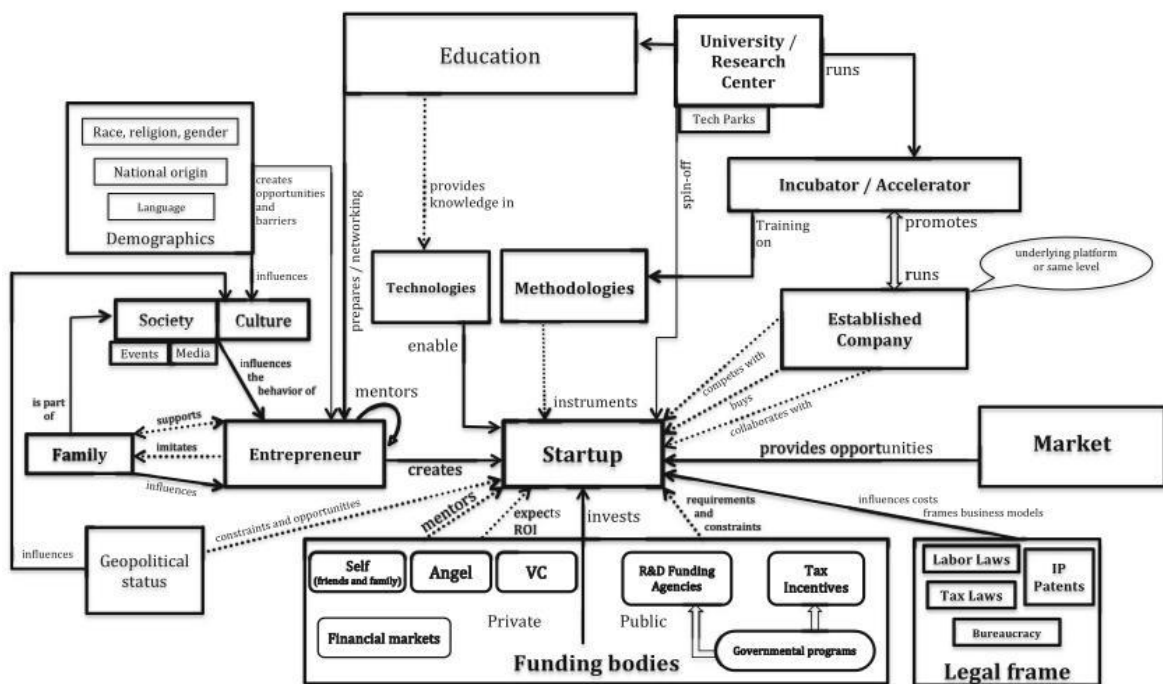 Education
University /
Research
Center
Tech Parks
runs
Race, religion, gender
National origin
Language
Demographics
creates
opportunities
and
barriers
prepares / networking
provides
knowledge in
spin-off
Incubator / Accelerator
Training
on
promotes
runs
underlying platform
or same level
influences
Technologies
Methodologies
Established
Company
Society
Culture
Events
Media
enable
influences
the
behavior of
mentors
instruments
competes with
buys
collaborates with
is part
of
supports
imitates
influences
Family
Entrepreneur
creates
Startup
provides opportunities
Market
constraints and opportunities
mentors
expects
ROI
invests
requirements
and
constraints
influences costs
frames business models
influences
Geopolitical
status
Self
(friends and family)
Angel
VC
R&D Funding
Agencies
Tax
Incentives
Private
Public
Financial markets
Governmental programs
Funding bodies
Labor Laws
IP
Patents
Tax Laws
Bureaucracy
Legal frame